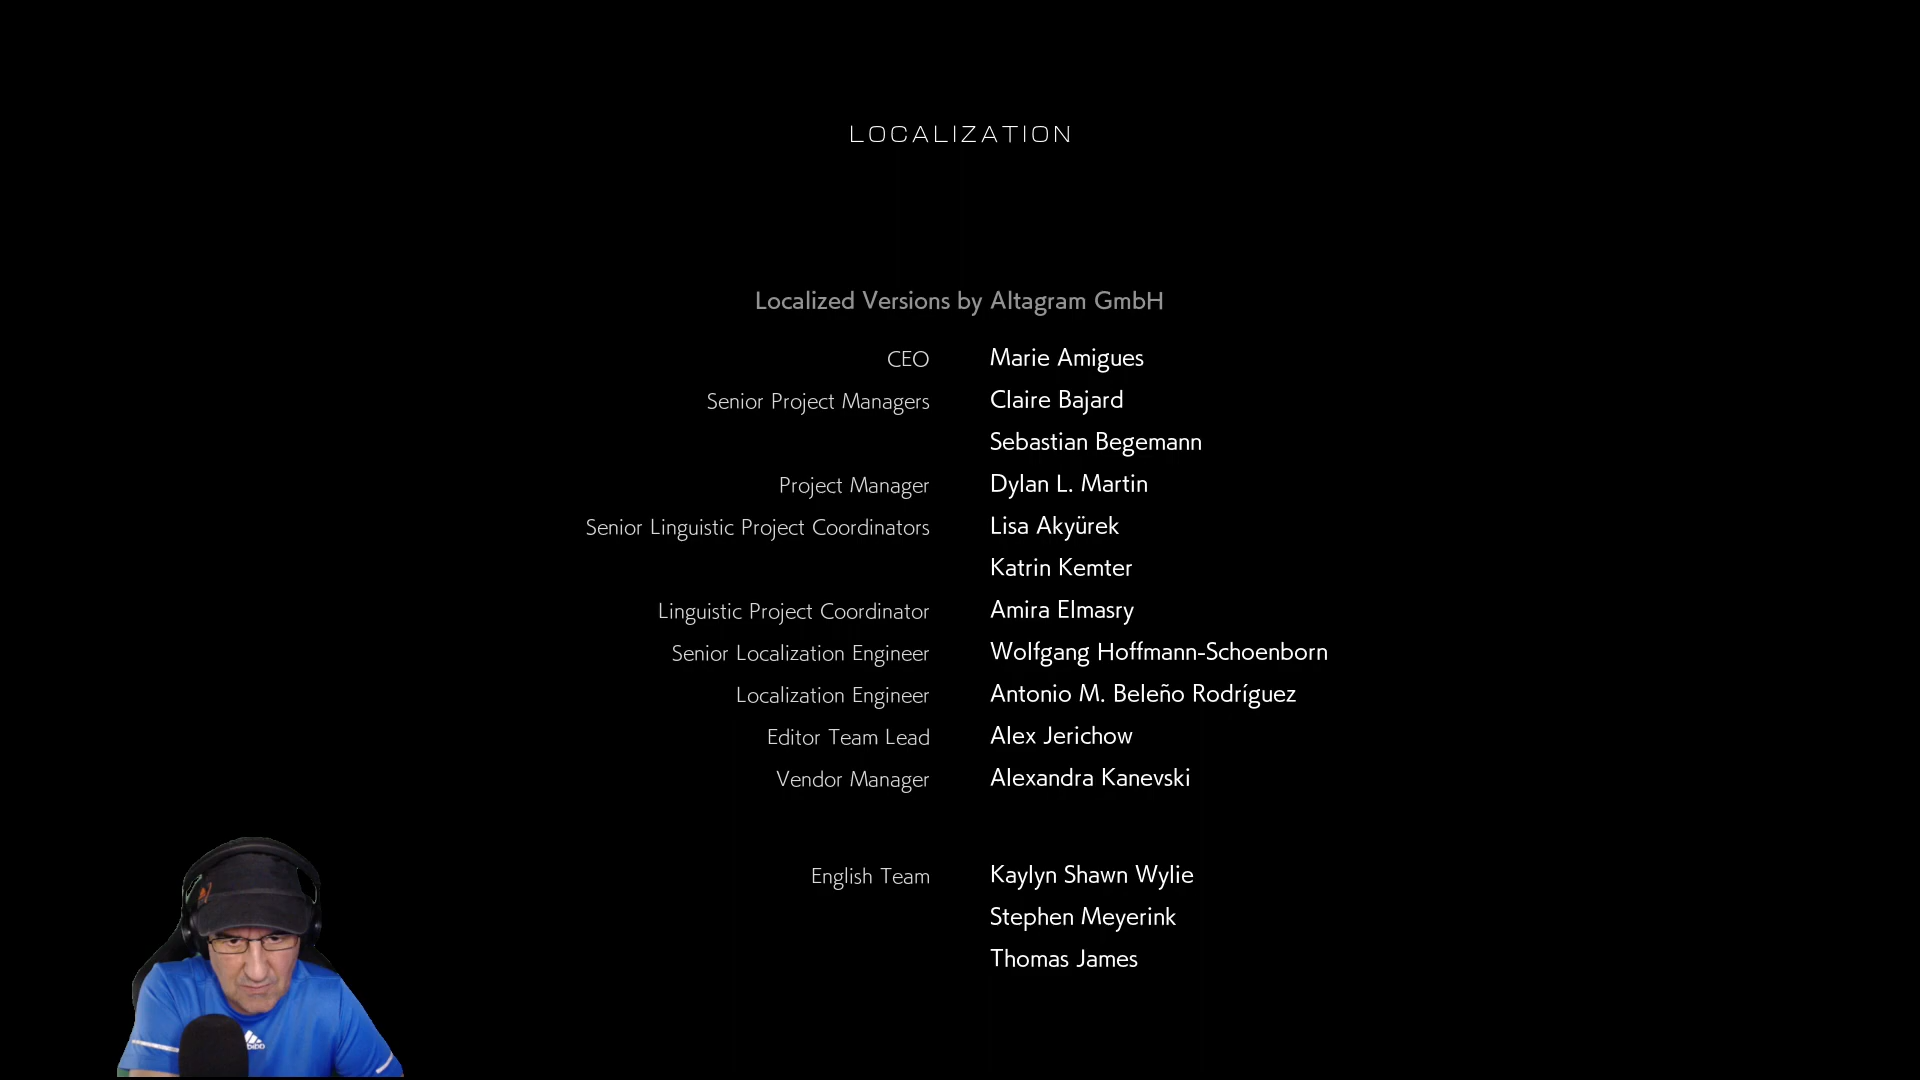 LOCALIZATION
Localized Versions by Altagram GmbH
CEO Marie Amigues
Senior Project Managers Claire Bajard
Sebastian Begemann
Project Manager Dylan L. Martin
Senior Linguistic Project Coordinators Lisa Akyürek
Katrin Kemter
Linguistic Project Coordinator Amira Elmasry
Senior Localization Engineer Wolfgang Hoffmann-Schoenborn
Localization Engineer Antonio M. Beleño Rodríguez
Editor Team Lead Alex Jerichow
Vendor Manager Alexandra Kanevski
English Team Kaylyn Shawn Wylie
Stephen Meyerink
Thomas James